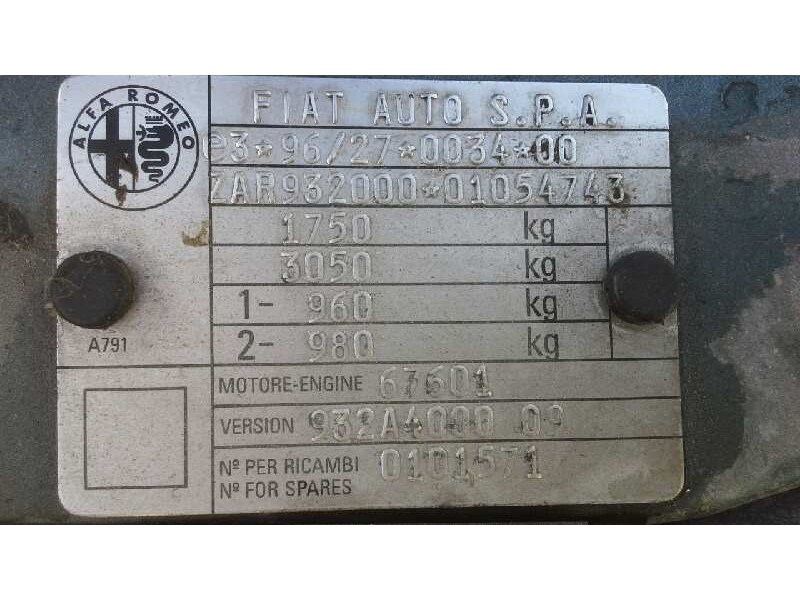 ALFA ROMEO
FIAT AUTO S.P.A.
e3*96/27*0034*00
ZAR932000*01054743
1750 kg
3050 kg
1- 960 kg
2- 980 kg
A791
MOTORE-ENGINE 67601
VERSION 932A4000 09
Nº PER RICAMBI 0101571
Nº FOR SPARES